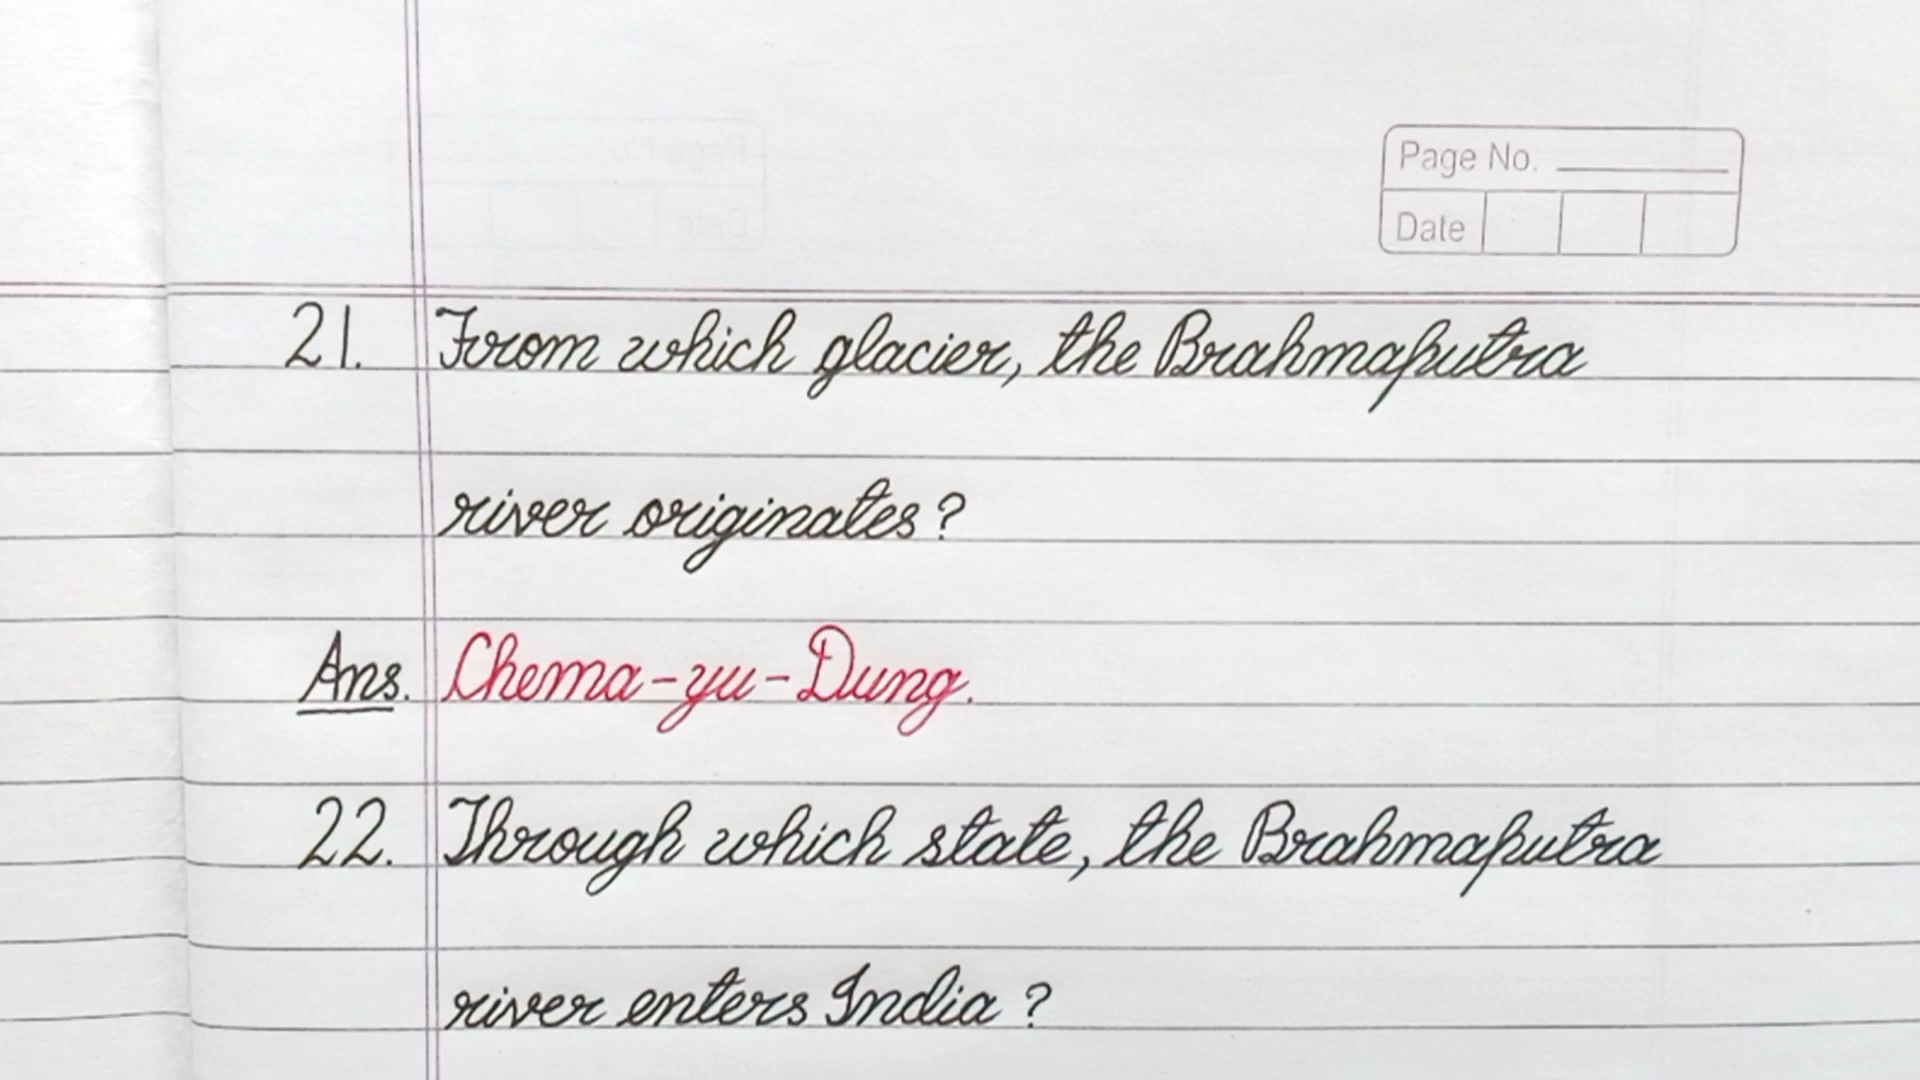 Page No.
Date
21. From which glacier, the Brahmaputra
river originates?
Ans. Chema-yu-Dung.
22. Through which state, the Brahmaputra
river enters India?